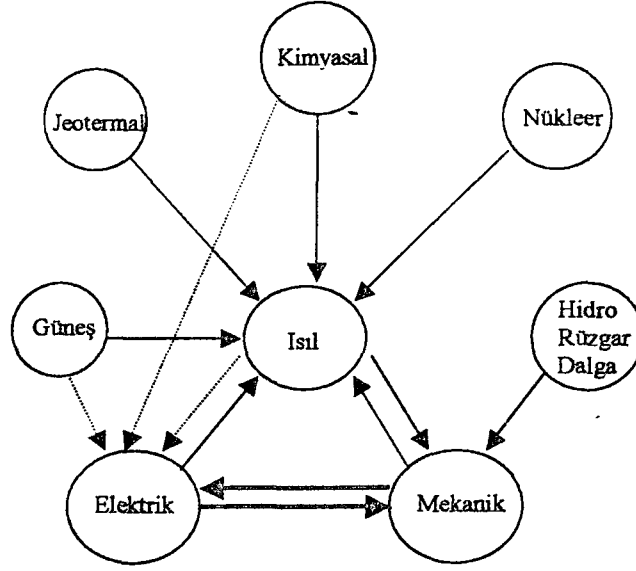 Kimyasal
Jeotermal
Nükleer
Güneş
Isıl
Hidro
Rüzgar
Dalga
Elektrik
Mekanik